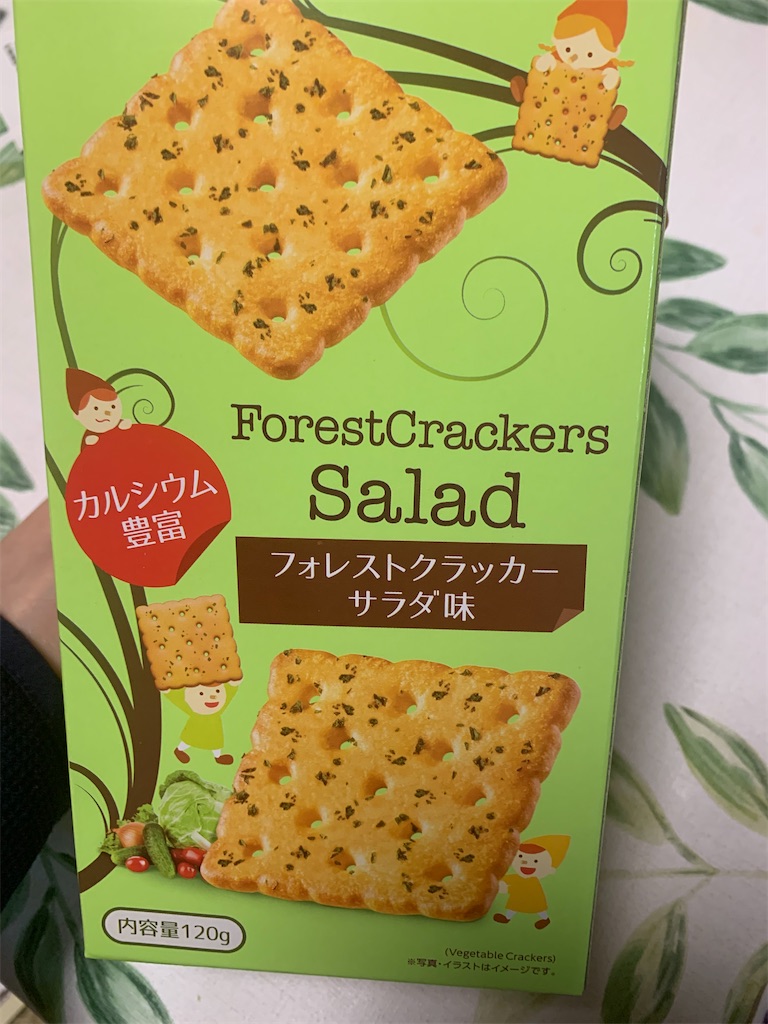 ForestCrackers
Salad
カルシウム
豊富
フォレストクラッカー
サラダ味
内容量120g
(Vegetable Crackers)
※写真・イラストはイメージです。